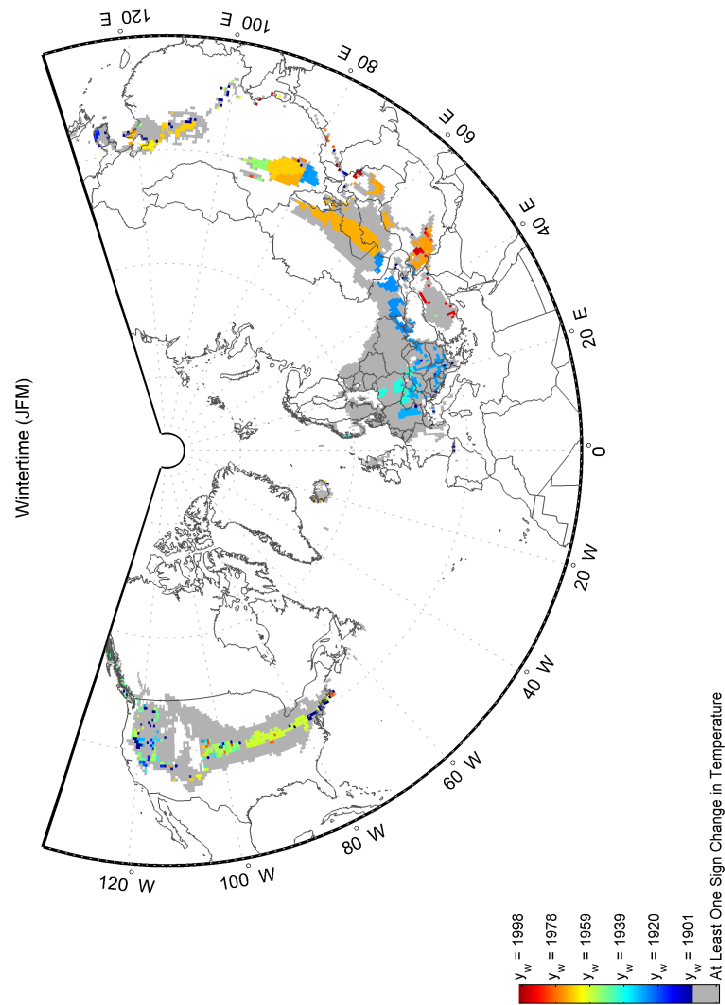 Wintertime (JFM)
120 E
100 E
80 E
60 E
40 E
20 E
0
20 W
40 W
60 W
80 W
100 W
120 W
y_w = 1998
y_w = 1978
y_w = 1959
y_w = 1939
y_w = 1920
y_w = 1901
At Least One Sign Change in Temperature